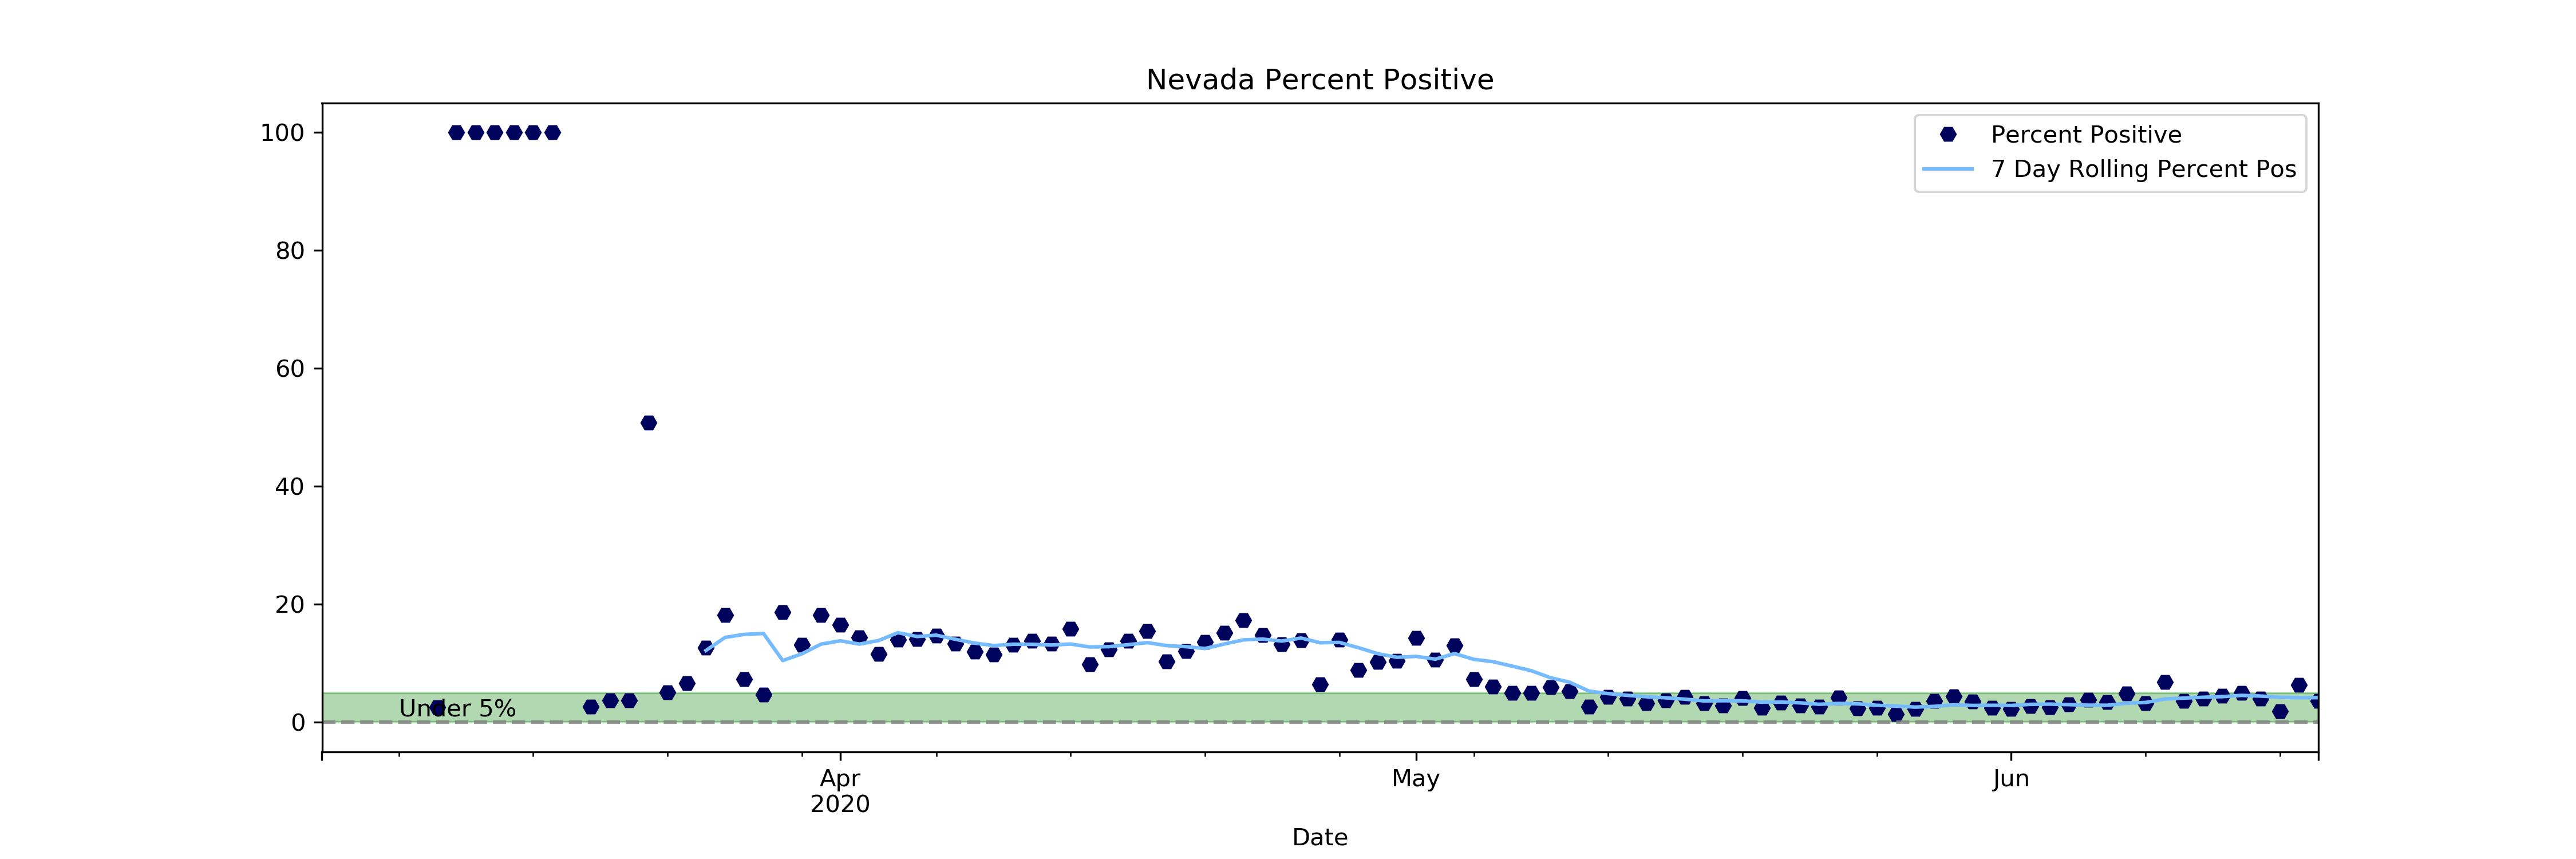 Nevada Percent Positive
Percent Positive
7 Day Rolling Percent Pos
100
80
60
40
20
0
Under 5%
Apr
2020
May
Jun
Date